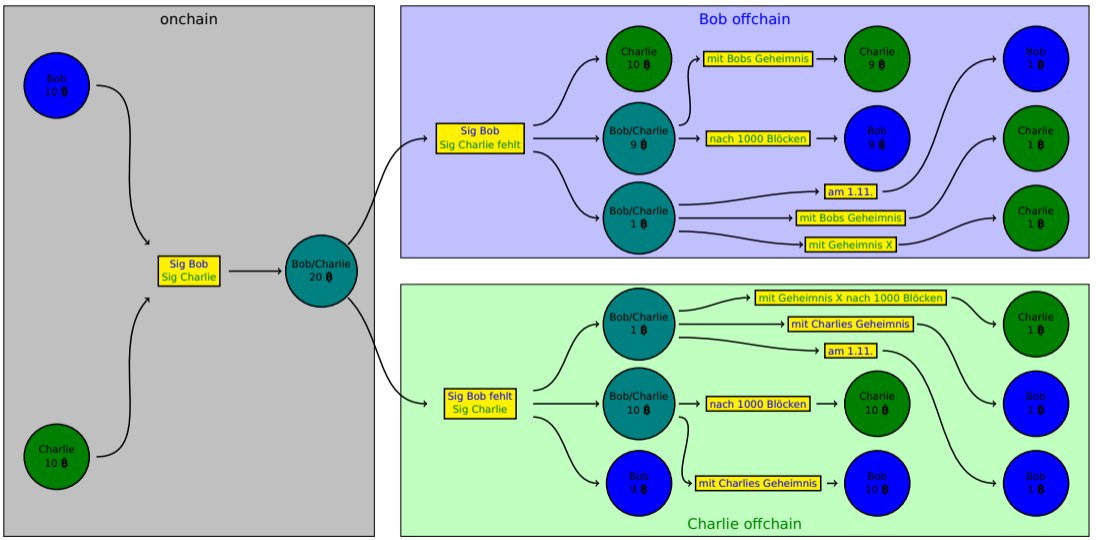 onchain
Bob
10 ₿
Sig Bob
Sig Charlie
Bob/Charlie
20 ₿
Charlie
10 ₿
Bob offchain
Sig Bob
Sig Charlie fehlt
Charlie
10 ₿
mit Bobs Geheimnis
Charlie
9 ₿
Bob
1 ₿
Bob/Charlie
9 ₿
nach 1000 Blöcken
Bob
9 ₿
Charlie
1 ₿
Bob/Charlie
1 ₿
am 1.11.
mit Bobs Geheimnis
mit Geheimnis X
Charlie
1 ₿
Sig Bob fehlt
Sig Charlie
Bob/Charlie
1 ₿
mit Geheimnis X nach 1000 Blöcken
mit Charlies Geheimnis
am 1.11.
Charlie
1 ₿
Bob/Charlie
10 ₿
nach 1000 Blöcken
Charlie
10 ₿
Bob
1 ₿
Bob
9 ₿
mit Charlies Geheimnis
Bob
10 ₿
Bob
1 ₿
Charlie offchain